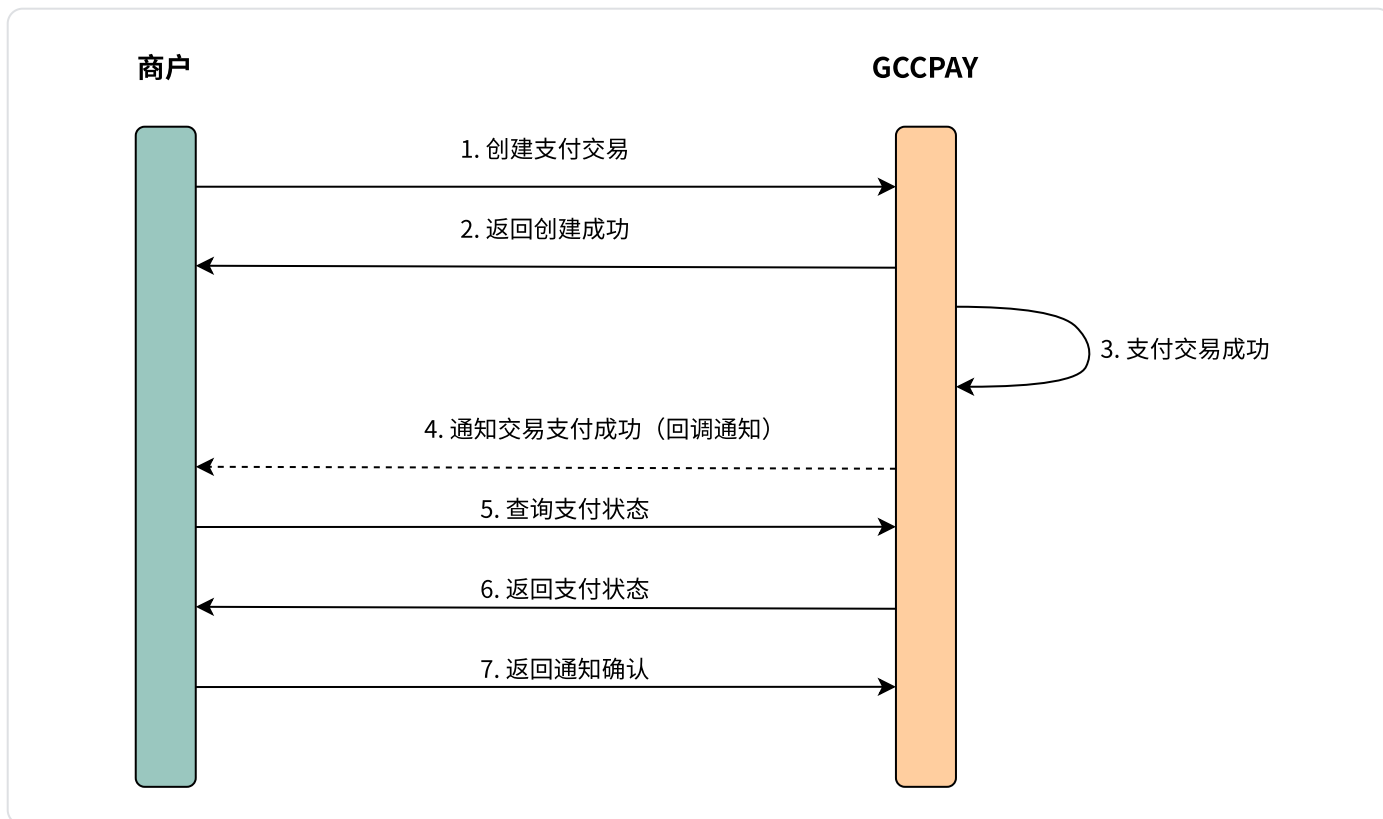 商户
GCCPAY
1. 创建支付交易
2. 返回创建成功
3. 支付交易成功
4. 通知交易支付成功（回调通知）
5. 查询支付状态
6. 返回支付状态
7. 返回通知确认